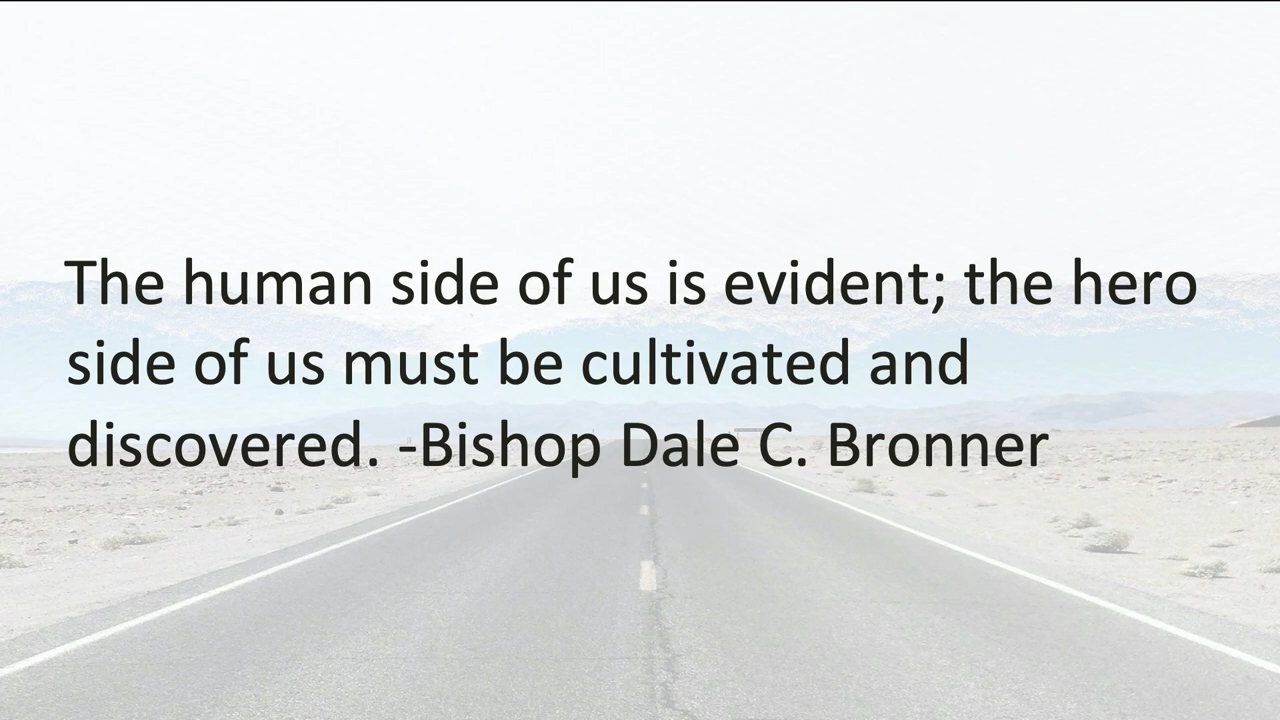 The human side of us is evident; the hero
side of us must be cultivated and
discovered. -Bishop Dale C. Bronner